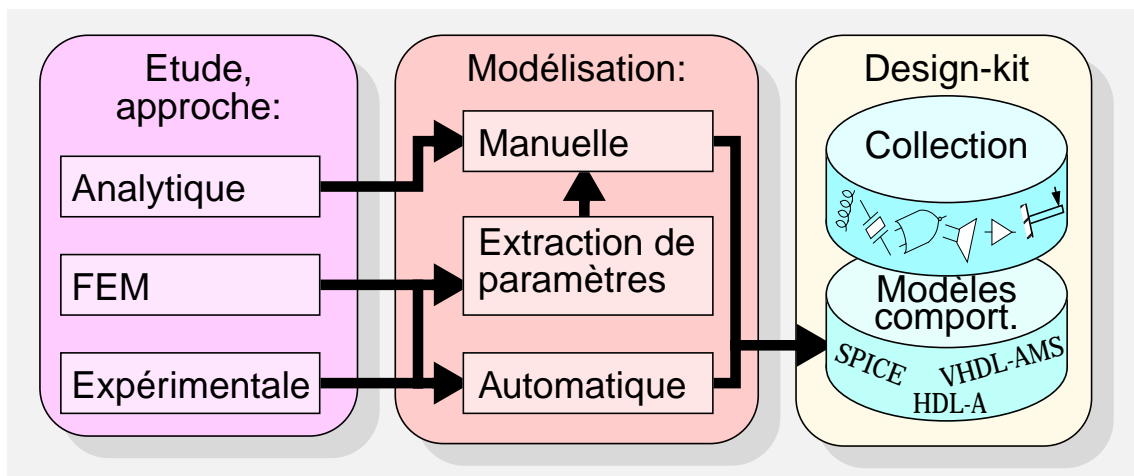 Etude,
approche:
Analytique
FEM
Expérimentale
Modélisation:
Manuelle
Extraction de
paramètres
Automatique
Design-kit
Collection
Modèles
comport.
SPICE
VHDL-AMS
HDL-A